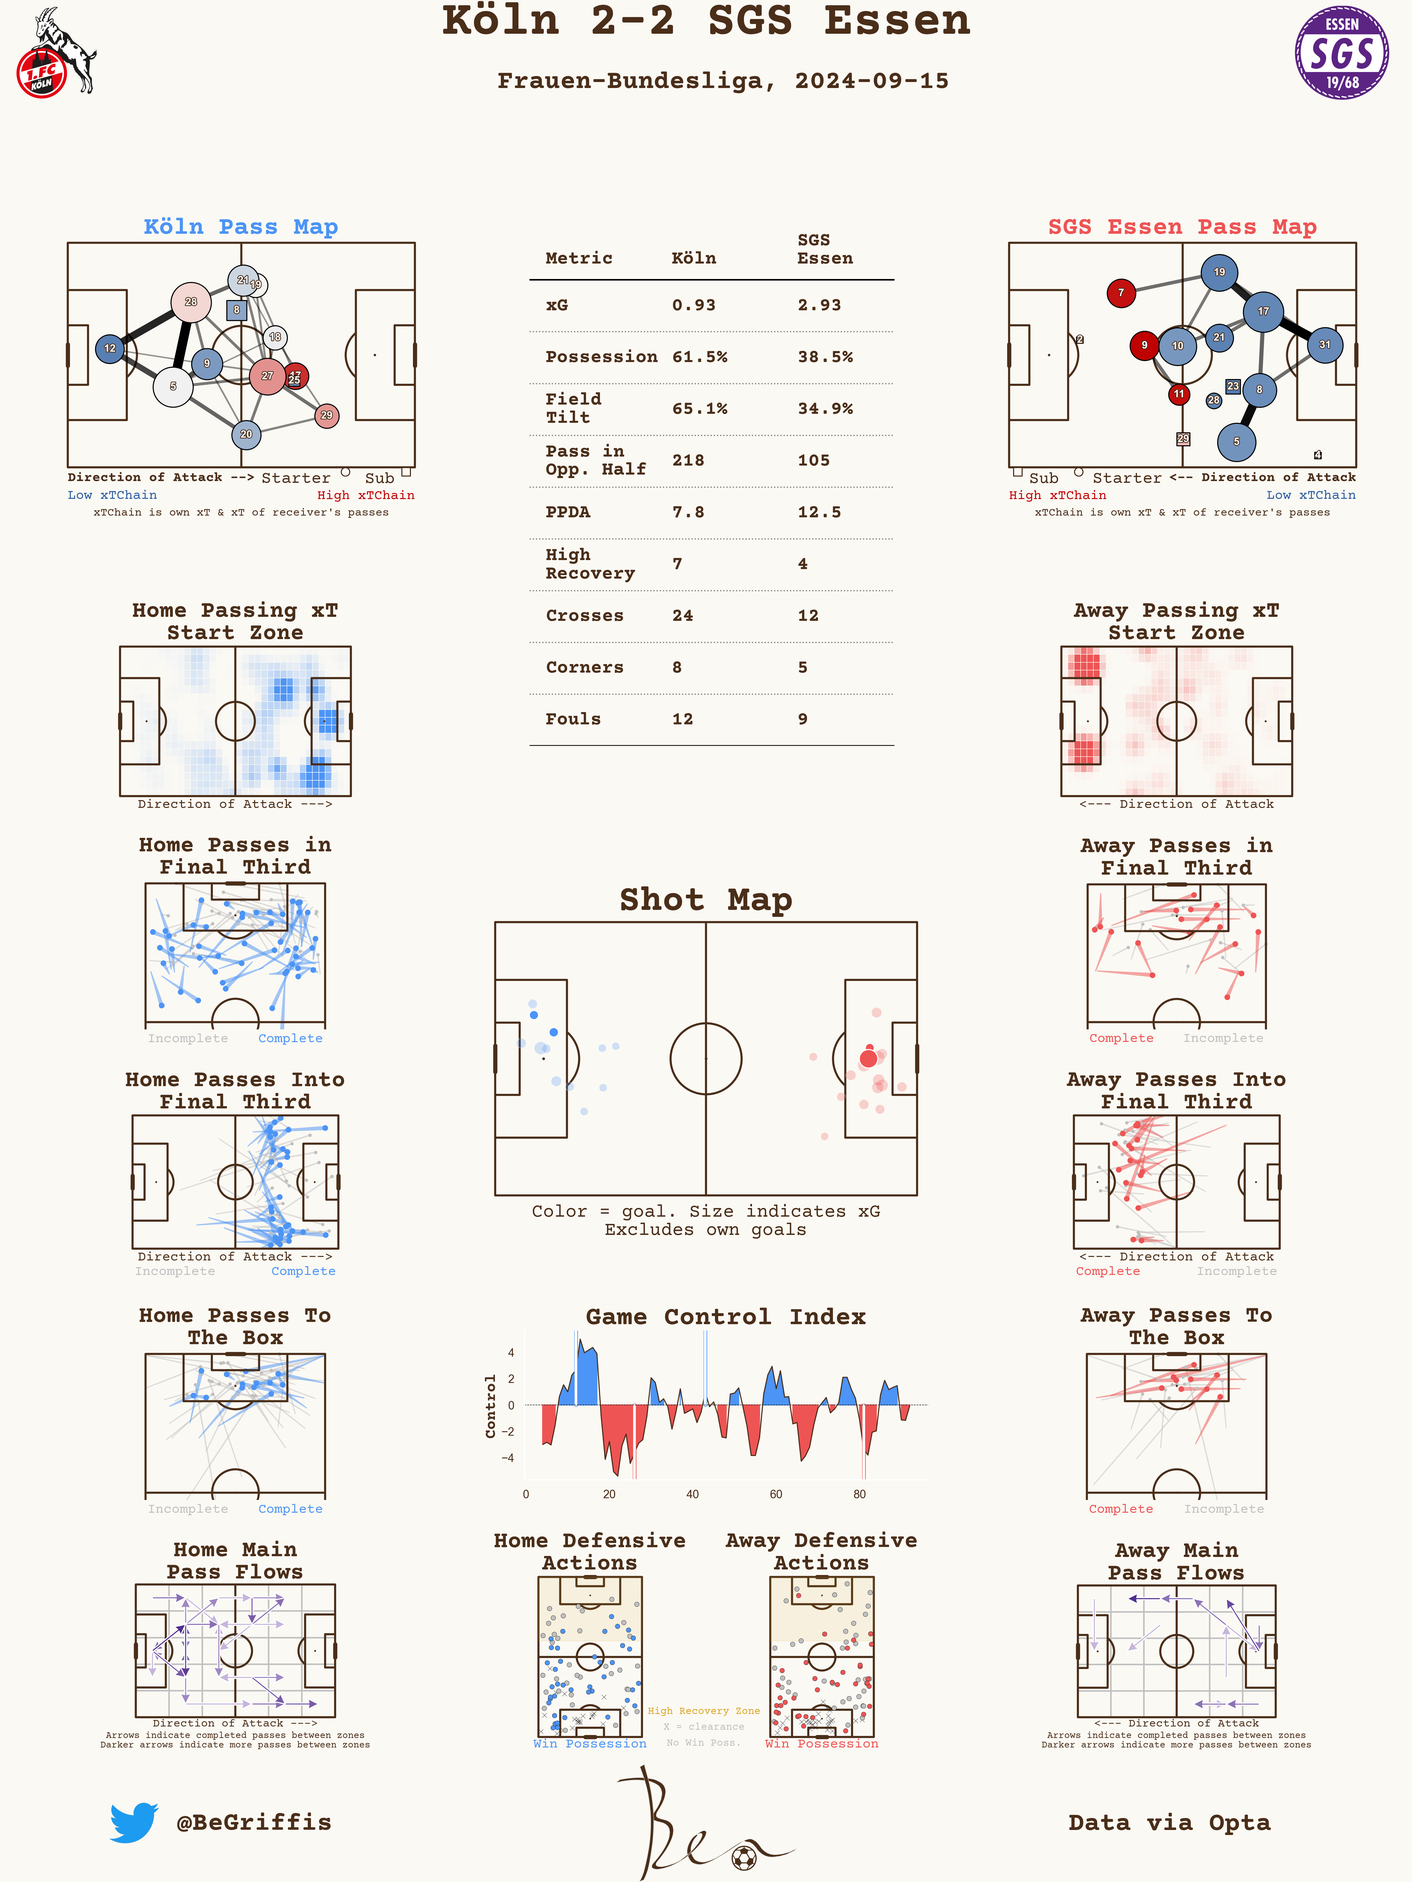 Köln 2-2 SGS Essen
Frauen-Bundesliga, 2024-09-15
1.FC
KÖLN
ESSEN
SGS
19/68
Köln Pass Map
12
28
5
9
21
19
8
18
27
17
25
29
20
Direction of Attack --> Starter Sub
Low xTChain High xTChain
xTChain is own xT & xT of receiver's passes
Metric Köln SGS Essen
xG 0.93 2.93
Possession 61.5% 38.5%
Field Tilt 65.1% 34.9%
Pass in Opp. Half 218 105
PPDA 7.8 12.5
High Recovery 7 4
Crosses 24 12
Corners 8 5
Fouls 12 9
SGS Essen Pass Map
7
19
17
2
9
10
21
31
11
28
23
8
29
5
4
Sub Starter <-- Direction of Attack
High xTChain Low xTChain
xTChain is own xT & xT of receiver's passes
Home Passing xT
Start Zone
Direction of Attack --->
Away Passing xT
Start Zone
<--- Direction of Attack
Home Passes in
Final Third
Incomplete Complete
Away Passes in
Final Third
Complete Incomplete
Shot Map
Color = goal. Size indicates xG
Excludes own goals
Home Passes Into
Final Third
Direction of Attack --->
Incomplete Complete
Away Passes Into
Final Third
<--- Direction of Attack
Complete Incomplete
Home Passes To
The Box
Incomplete Complete
Game Control Index
Control
4
2
0
−2
−4
0 20 40 60 80
Away Passes To
The Box
Complete Incomplete
Home Main
Pass Flows
Direction of Attack --->
Arrows indicate completed passes between zones
Darker arrows indicate more passes between zones
Home Defensive
Actions
Win Possession
High Recovery Zone
X = clearance
No Win Poss.
Away Defensive
Actions
Win Possession
Away Main
Pass Flows
<--- Direction of Attack
Arrows indicate completed passes between zones
Darker arrows indicate more passes between zones
@BeGriffis
Ben
Data via Opta